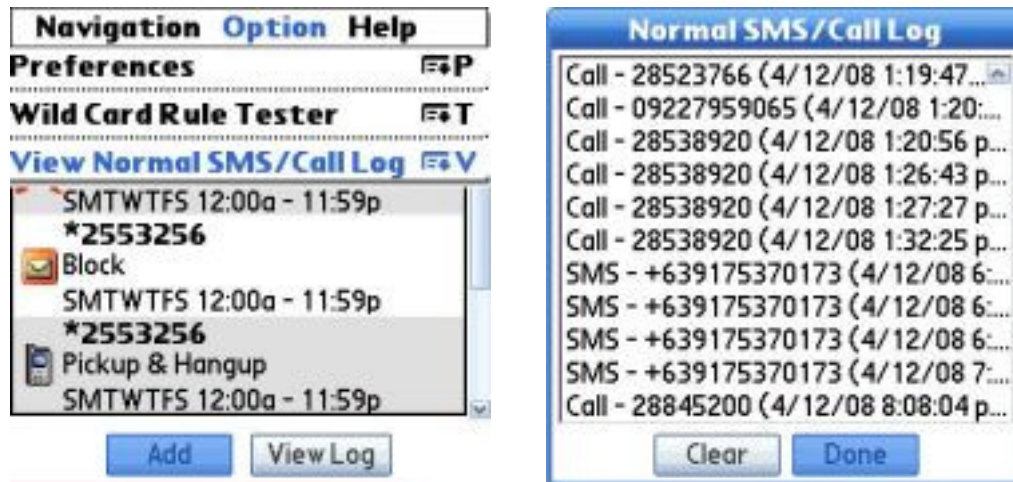 Navigation Option Help
Preferences P
Wild Card Rule Tester T
View Normal SMS/Call Log V
SMTWTFS 12:00a - 11:59p
*2553256
Block
SMTWTFS 12:00a - 11:59p
*2553256
Pickup & Hangup
SMTWTFS 12:00a - 11:59p
Add View Log
Normal SMS/Call Log
Call - 28523766 (4/12/08 1:19:47...
Call - 09227959065 (4/12/08 1:20:...
Call - 28538920 (4/12/08 1:20:56 p...
Call - 28538920 (4/12/08 1:26:43 p...
Call - 28538920 (4/12/08 1:27:27 p...
Call - 28538920 (4/12/08 1:32:25 p...
SMS - +639175370173 (4/12/08 6:...
SMS - +639175370173 (4/12/08 6:...
SMS - +639175370173 (4/12/08 6:...
SMS - +639175370173 (4/12/08 7:...
Call - 28845200 (4/12/08 8:08:04 p...
Clear Done